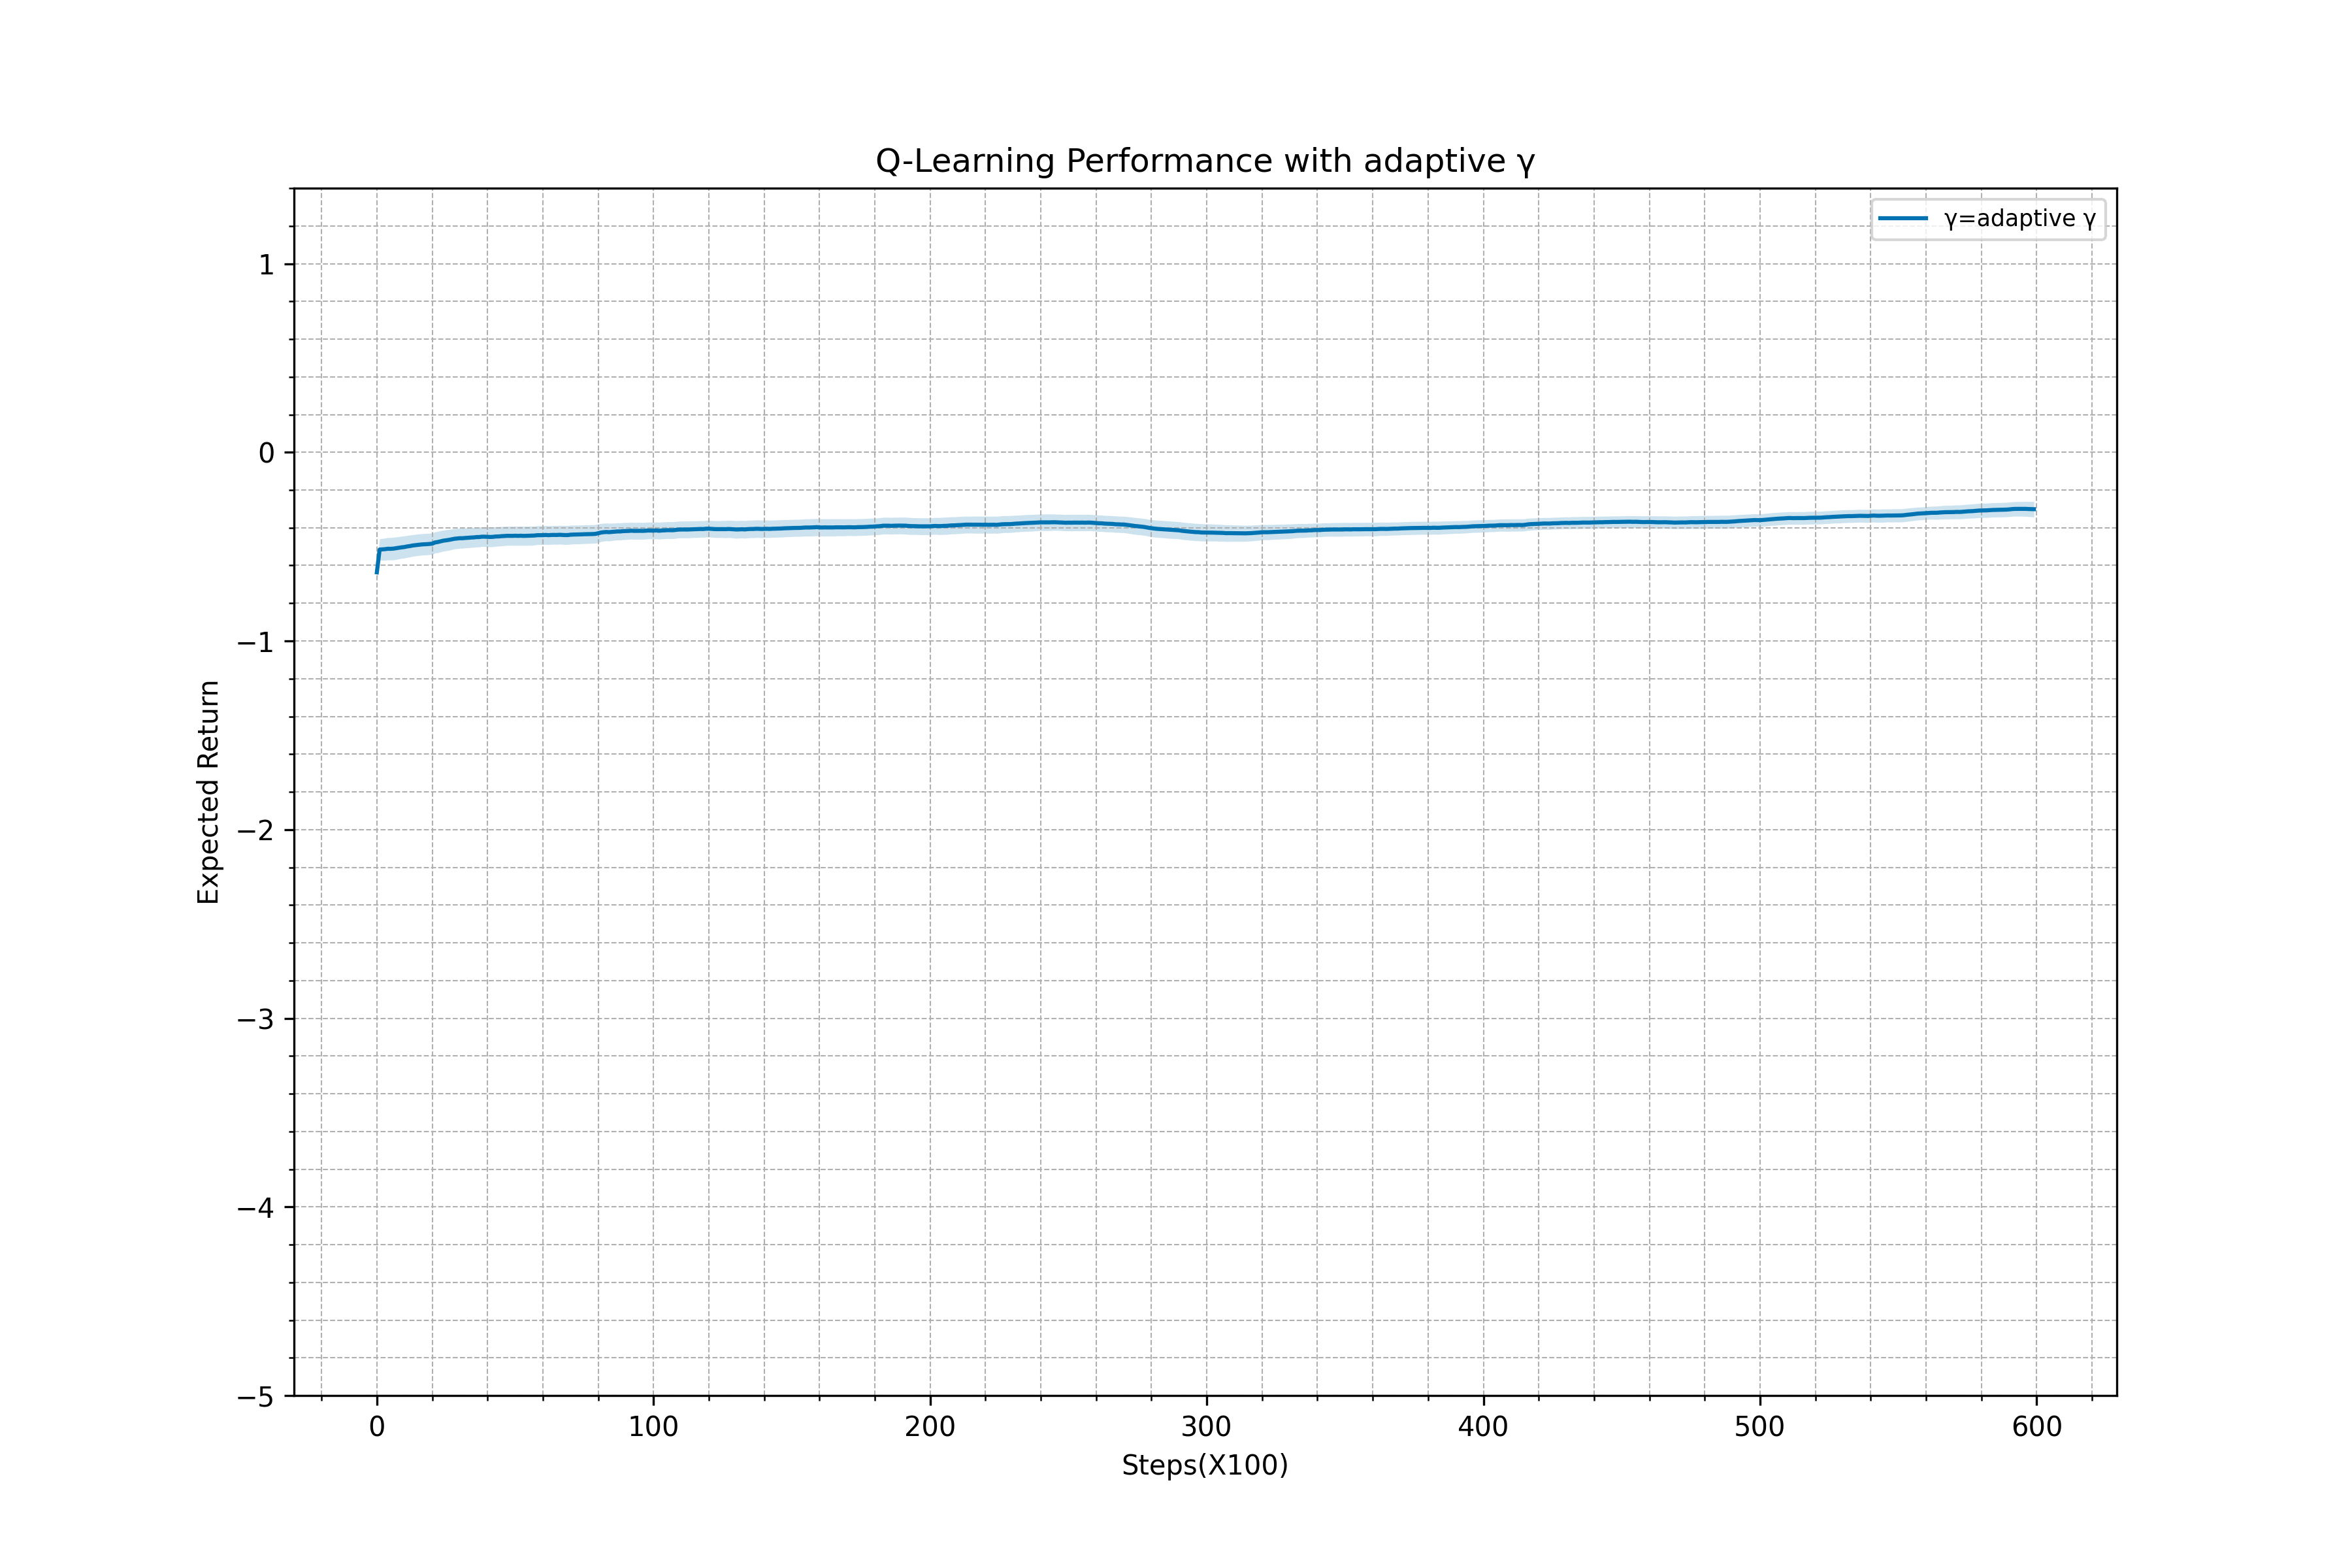 Q-Learning Performance with adaptive γ
γ=adaptive γ
1
0
−1
−2
−3
−4
−5
Expected Return
0 100 200 300 400 500 600
Steps(X100)